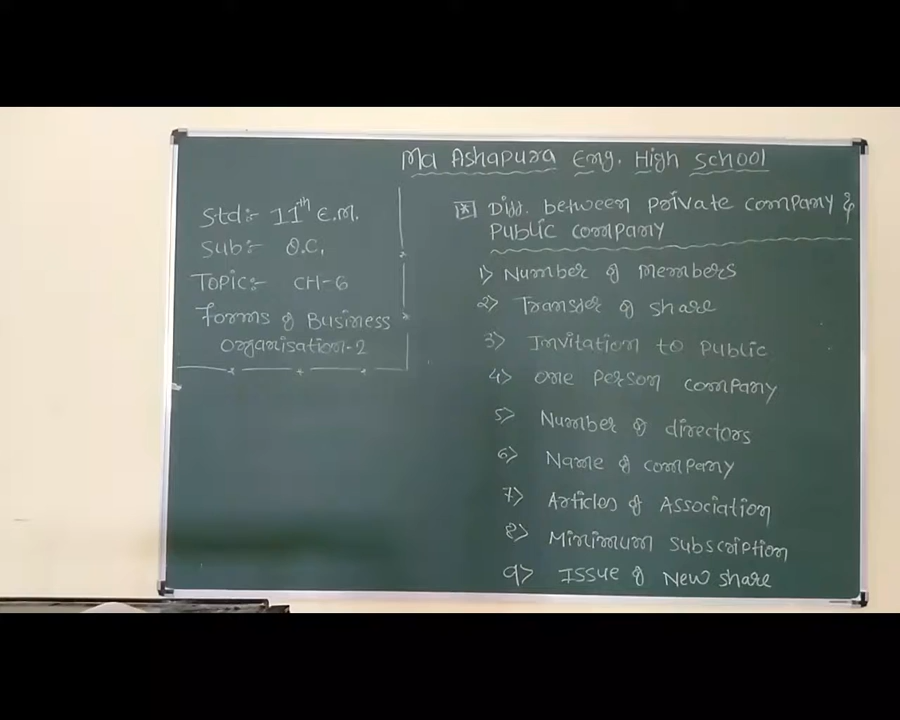 Ma Ashapura Eng. High School
Std:- 11th E.M.
Sub:- O.C.
Topic:- CH-6
Forms of Business
Organisation-2
* Diff. between Private company &
Public company
1) Number of Members
2) Transfer of share
3) Invitation to Public
4) One Person company
5) Number of directors
6) Name of company
7) Articles of Association
8) Minimum subscription
9) Issue of New share